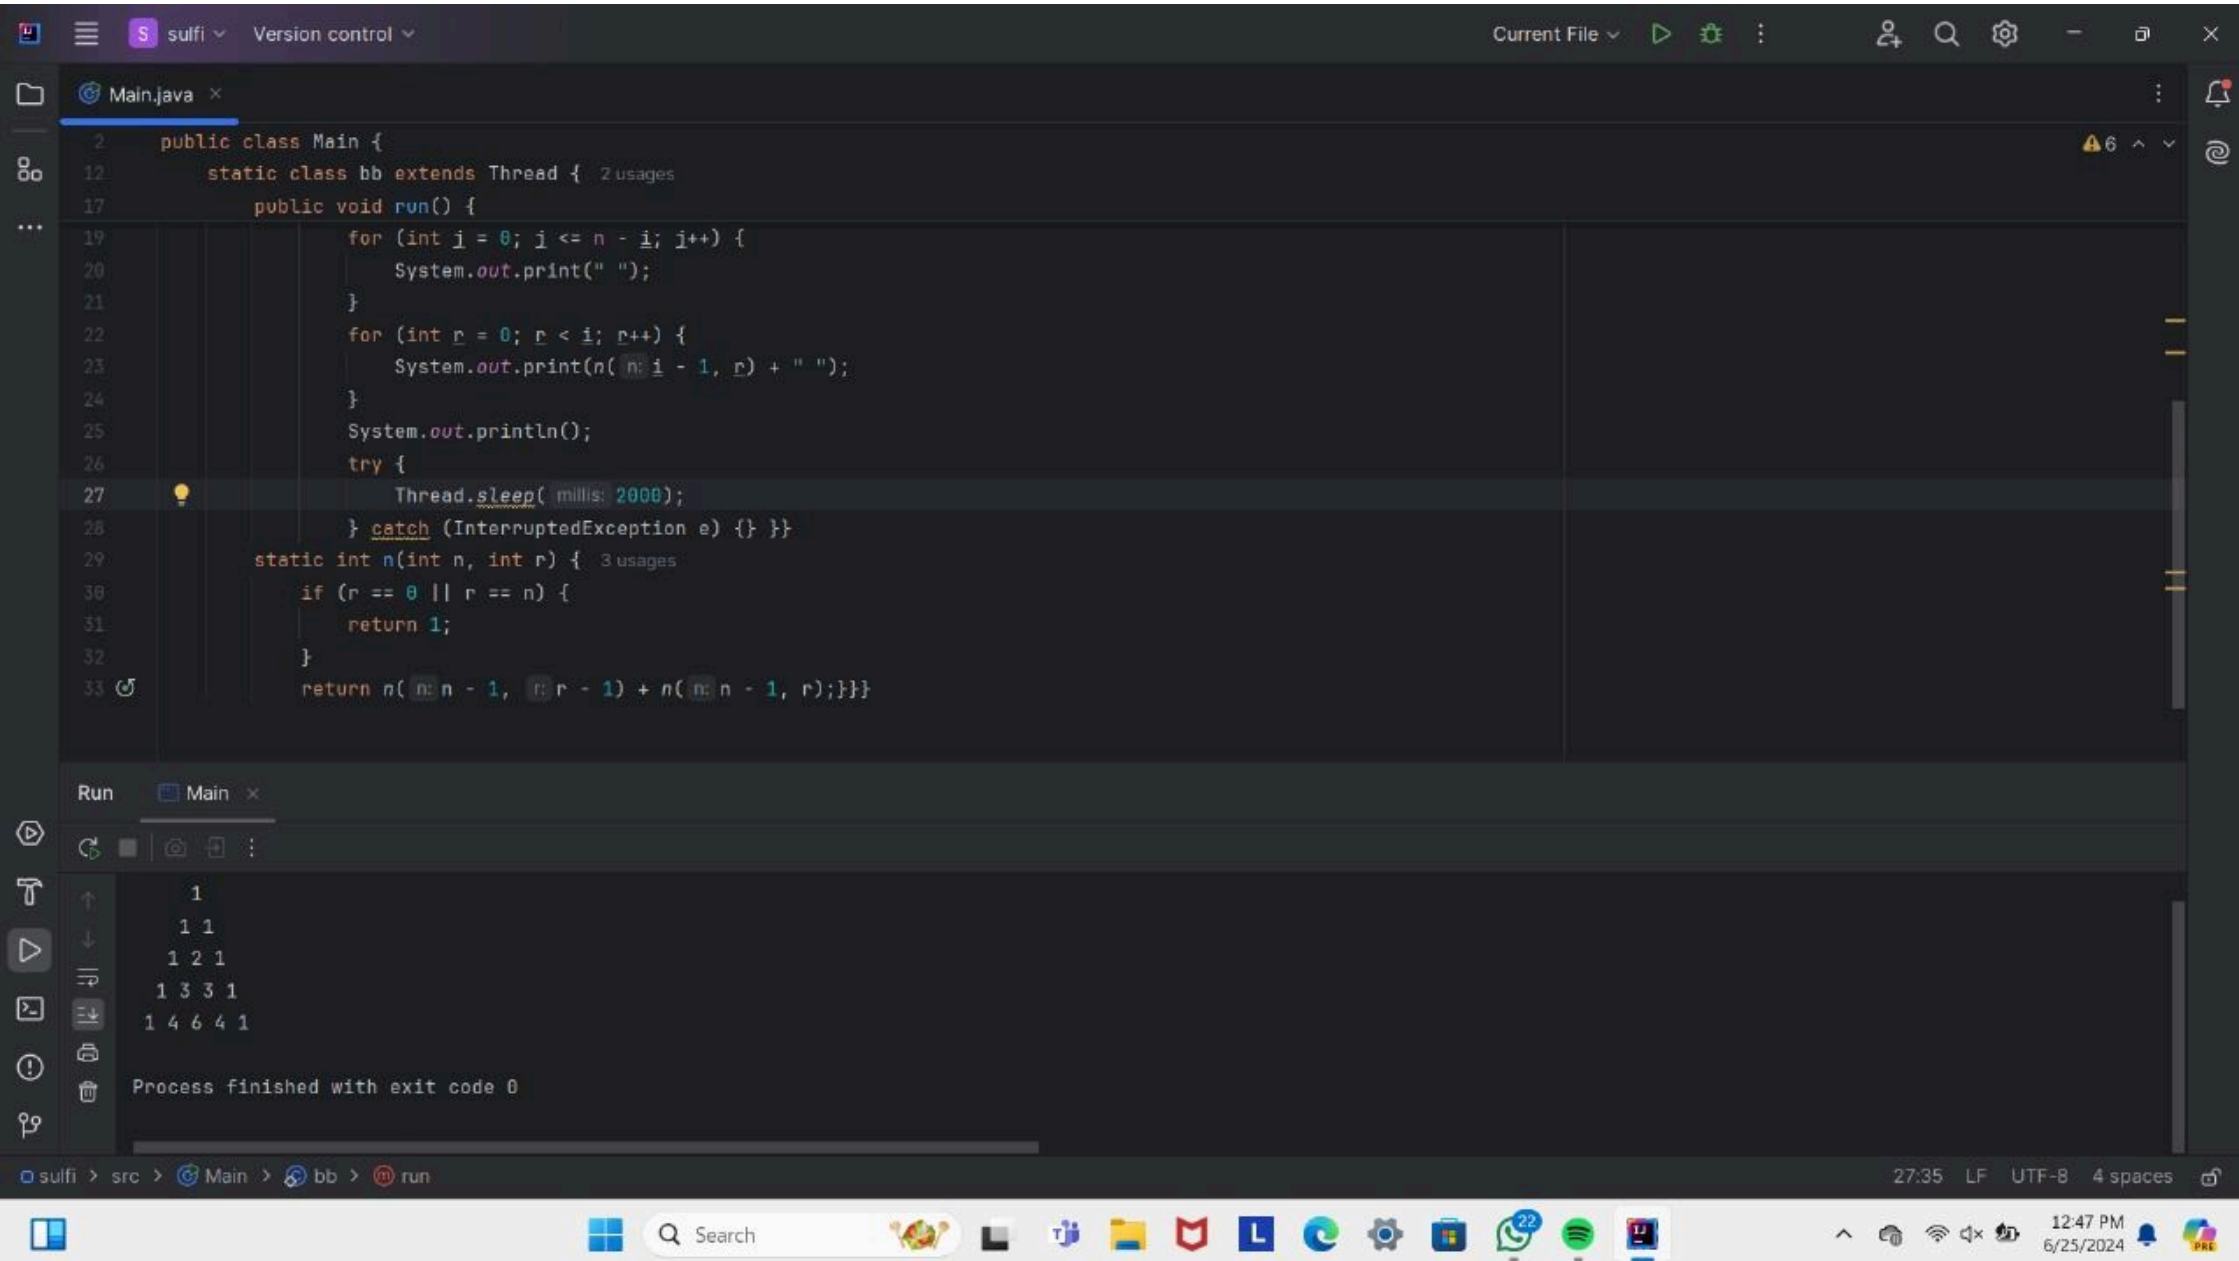 S sulfi Version control Current File
Main.java
2 public class Main { 6
12 static class bb extends Thread { 2 usages
17 public void run() {
19 for (int j = 0; j <= n - i; j++) {
20 System.out.print(" ");
21 }
22 for (int r = 0; r < i; r++) {
23 System.out.print(n( n: i - 1, r) + " ");
24 }
25 System.out.println();
26 try {
27 Thread.sleep( millis: 2000);
28 } catch (InterruptedException e) {} }}
29 static int n(int n, int r) { 3 usages
30 if (r == 0 || r == n) {
31 return 1;
32 }
33 return n( n: n - 1, r: r - 1) + n( n: n - 1, r);}}}
Run Main
1
1 1
1 2 1
1 3 3 1
1 4 6 4 1
Process finished with exit code 0
sulfi > src > Main > bb > run 27:35 LF UTF-8 4 spaces
Search L 22 12:47 PM
6/25/2024 PRE